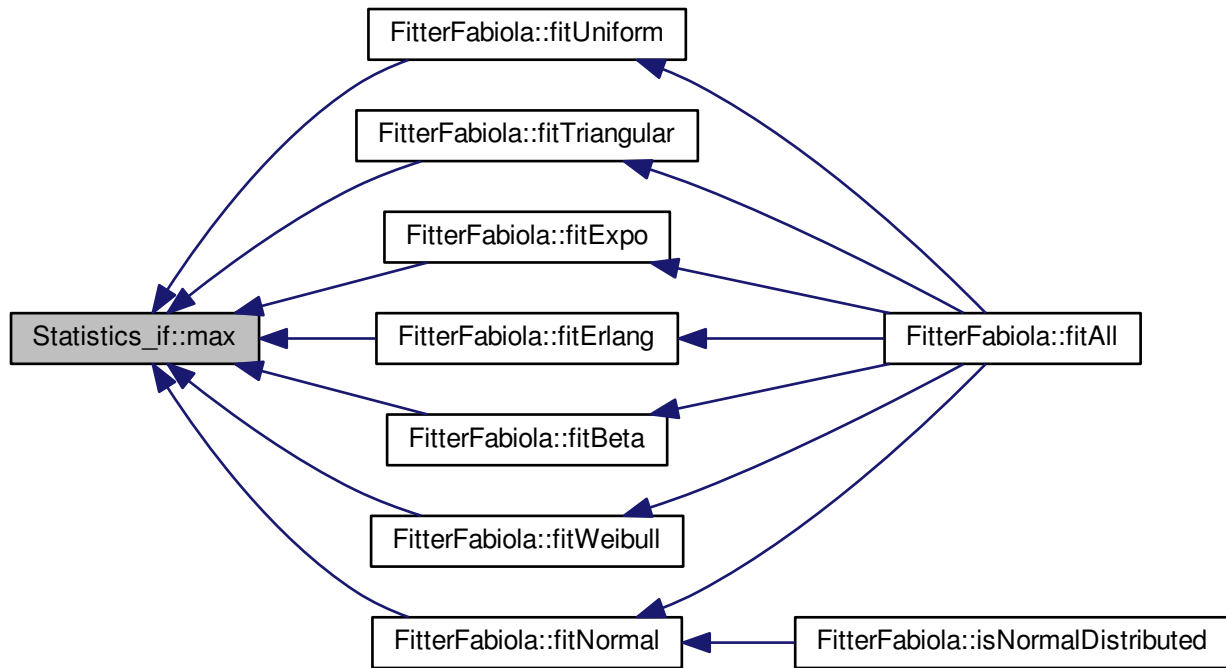 FitterFabiola::fitUniform
FitterFabiola::fitTriangular
FitterFabiola::fitExpo
Statistics_if::max
FitterFabiola::fitErlang
FitterFabiola::fitAll
FitterFabiola::fitBeta
FitterFabiola::fitWeibull
FitterFabiola::fitNormal
FitterFabiola::isNormalDistributed